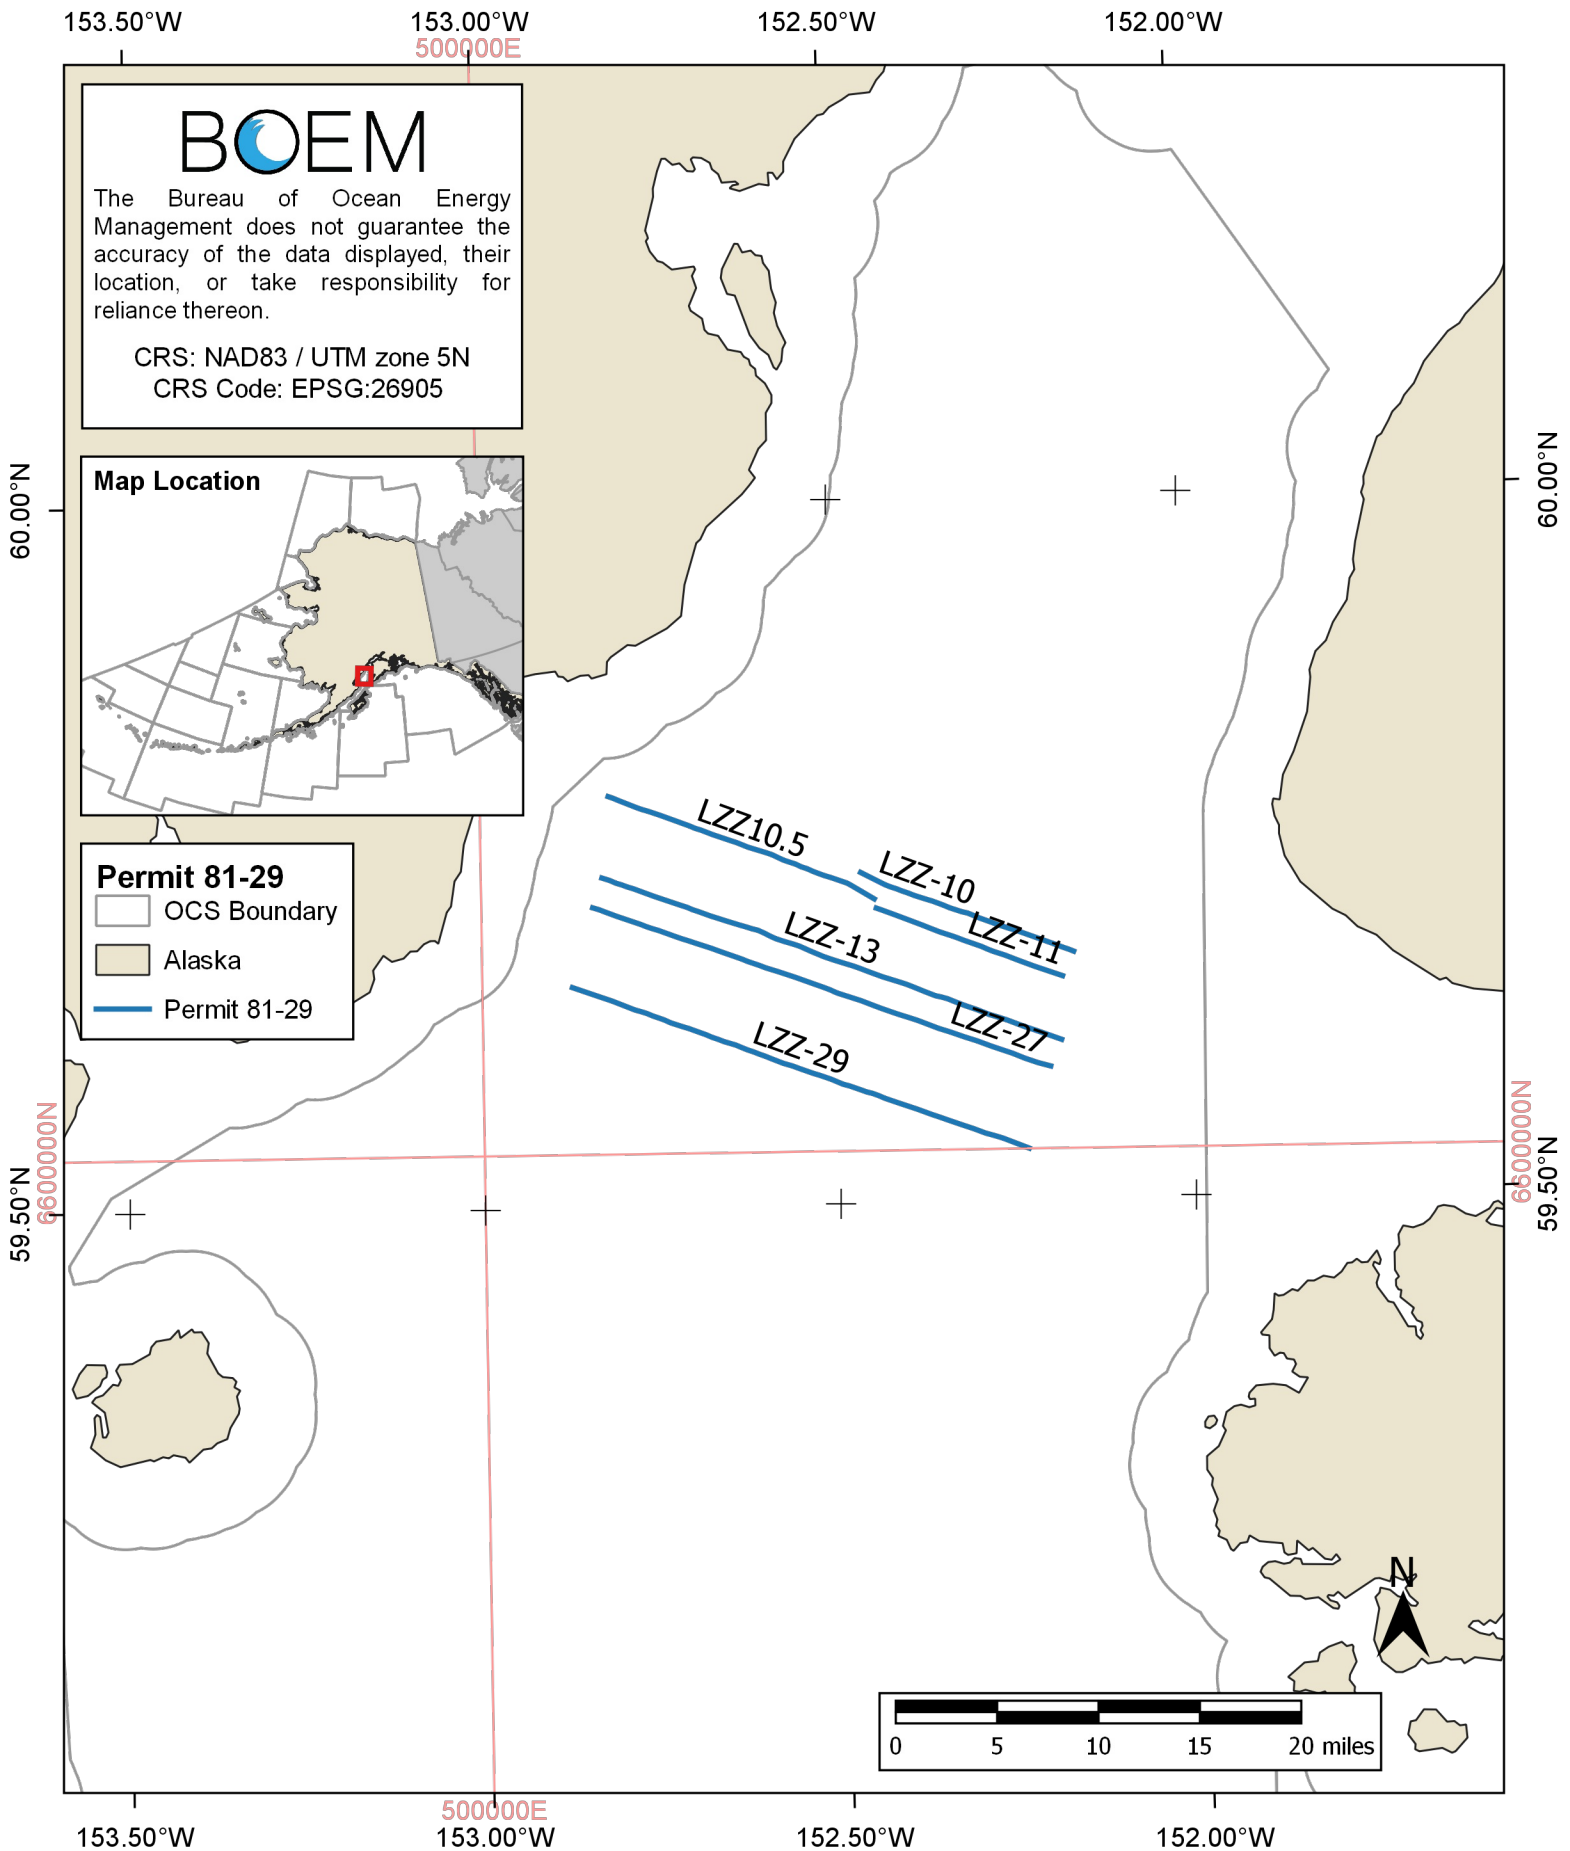 153.50°W 153.00°W 152.50°W 152.00°W
500000E
BOEM
The Bureau of Ocean Energy
Management does not guarantee the
accuracy of the data displayed, their
location, or take responsibility for
reliance thereon.
CRS: NAD83 / UTM zone 5N
CRS Code: EPSG:26905
Map Location
60.00°N
60.00°N
LZZ10.5
LZZ-10
LZZ-11
LZZ-13
LZZ-27
LZZ-29
Permit 81-29
OCS Boundary
Alaska
Permit 81-29
6600000N
59.50°N
6600000N
59.50°N
N
0 5 10 15 20 miles
500000E
153.50°W 153.00°W 152.50°W 152.00°W